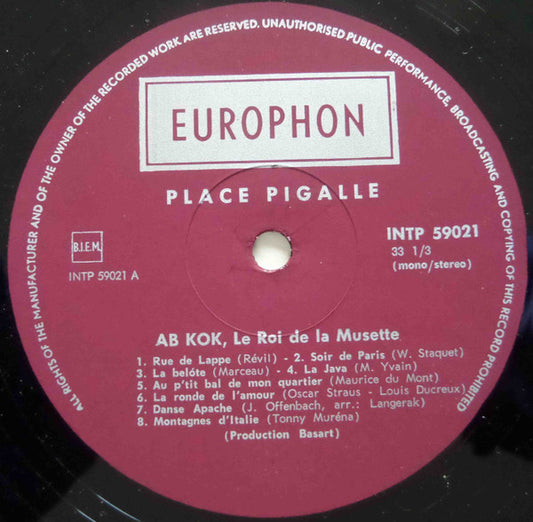 ALL RIGHTS OF THE MANUFACTURER AND OF THE OWNER OF THE RECORDED WORK ARE RESERVED. UNAUTHORISED PUBLIC PERFORMANCE, BROADCASTING AND COPYING OF THIS RECORD PROHIBITED
EUROPHON
PLACE PIGALLE
B.I.E.M.
INTP 59021 A
INTP 59021
33 1/3
(mono/stereo)
AB KOK, Le Roi de la Musette
1. Rue de Lappe (Révil) - 2. Soir de Paris (W. Staquet)
3. La belôte (Marceau) - 4. La Java (M. Yvain)
5. Au p'tit bal de mon quartier (Maurice du Mont)
6. La ronde de l'amour (Oscar Straus - Louis Ducreux)
7. Danse Apache (J. Offenbach, arr.: Langerak)
8. Montagnes d'Italie (Tonny Muréna)
(Production Basart)